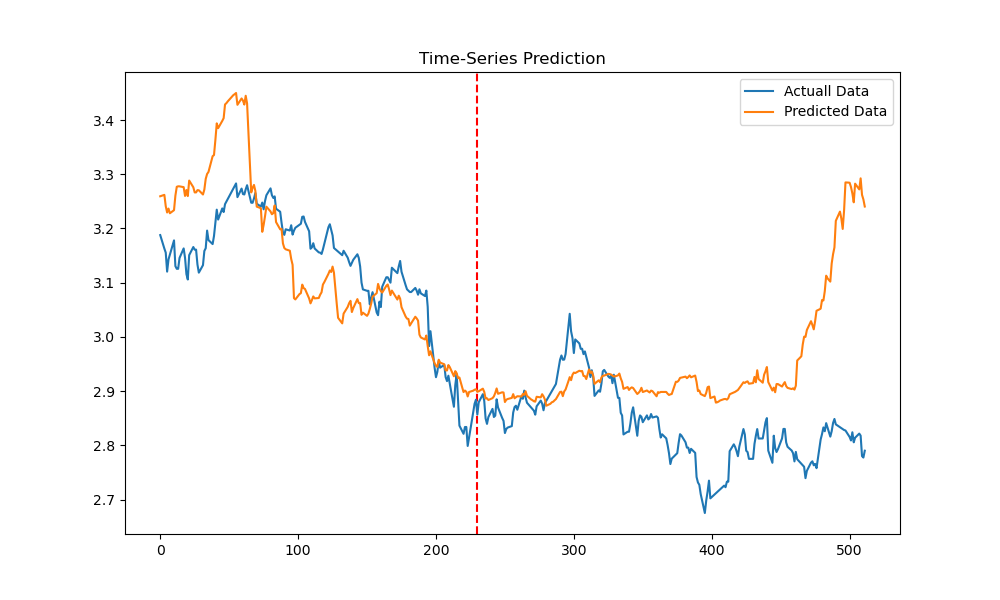 Time-Series Prediction
Actuall Data
Predicted Data
3.4
3.3
3.2
3.1
3.0
2.9
2.8
2.7
0 100 200 300 400 500